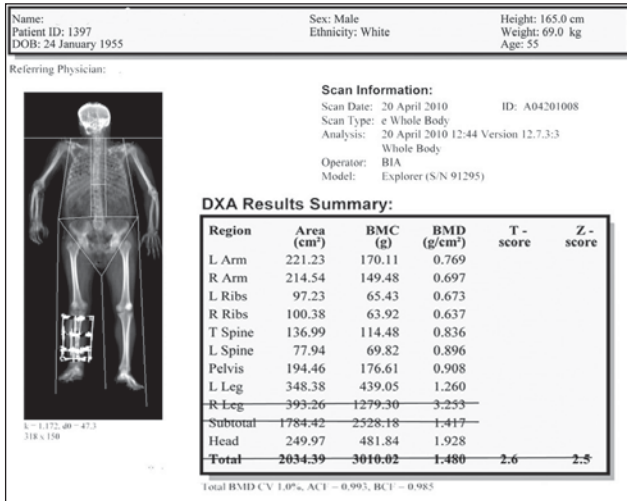 Name: Sex: Male Height: 165.0 cm
Patient ID: 1397 Ethnicity: White Weight: 69.0 kg
DOB: 24 January 1955 Age: 55
Referring Physician:
Scan Information:
Scan Date: 20 April 2010 ID: A04201008
Scan Type: e Whole Body
Analysis: 20 April 2010 12:44 Version 12.7.3:3
Whole Body
Operator: BIA
Model: Explorer (S/N 91295)
k = 1.172, d0 = 47.3
318 x 150
DXA Results Summary:
Region Area (cm²) BMC (g) BMD (g/cm²) T - score Z - score
L Arm 221.23 170.11 0.769
R Arm 214.54 149.48 0.697
L Ribs 97.23 65.43 0.673
R Ribs 100.38 63.92 0.637
T Spine 136.99 114.48 0.836
L Spine 77.94 69.82 0.896
Pelvis 194.46 176.61 0.908
L Leg 348.38 439.05 1.260
R Leg 393.26 1279.30 3.253
Subtotal 1784.42 2528.18 1.417
Head 249.97 481.84 1.928
Total 2034.39 3010.02 1.480 2.6 2.5
Total BMD CV 1.0%, ACF = 0.993, BCF = 0.985